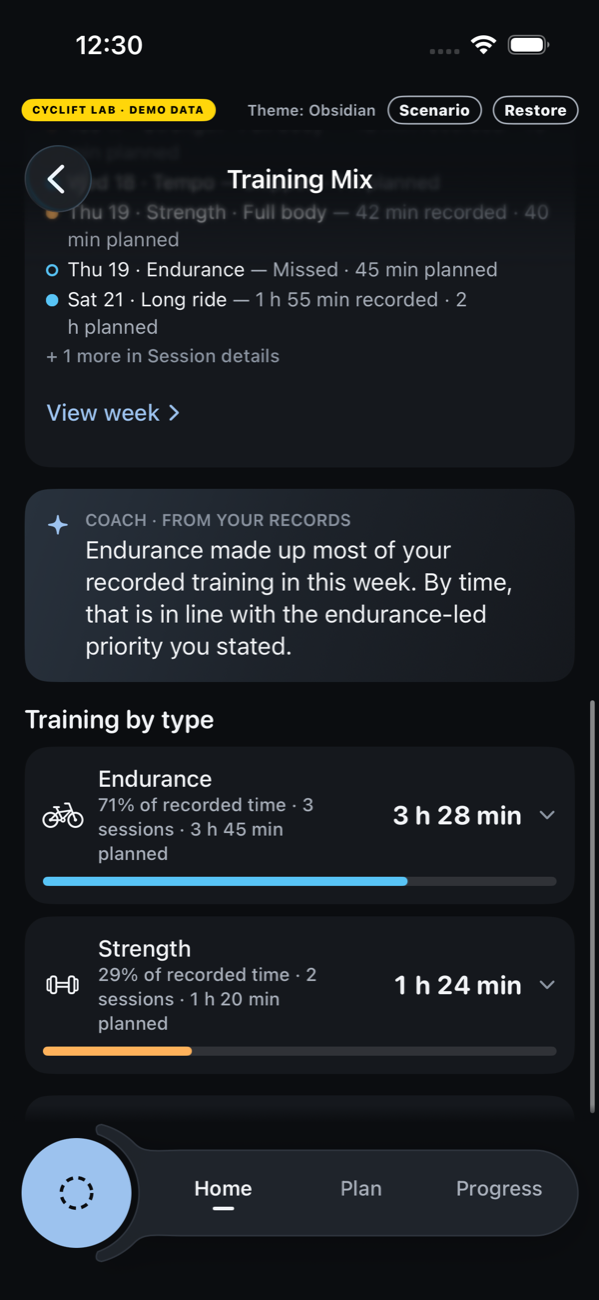 12:30
CYCLIFT LAB · DEMO DATA
Theme: Obsidian
Scenario
Restore
min planned
Training Mix
18 · Tempo
Thu 19 · Strength · Full body — 42 min recorded · 40
min planned
Thu 19 · Endurance — Missed · 45 min planned
Sat 21 · Long ride — 1 h 55 min recorded · 2
h planned
+ 1 more in Session details
View week
COACH · FROM YOUR RECORDS
Endurance made up most of your
recorded training in this week. By time,
that is in line with the endurance-led
priority you stated.
Training by type
Endurance
71% of recorded time · 3
sessions · 3 h 45 min
planned
3 h 28 min
Strength
29% of recorded time · 2
sessions · 1 h 20 min
planned
1 h 24 min
Home
Plan
Progress